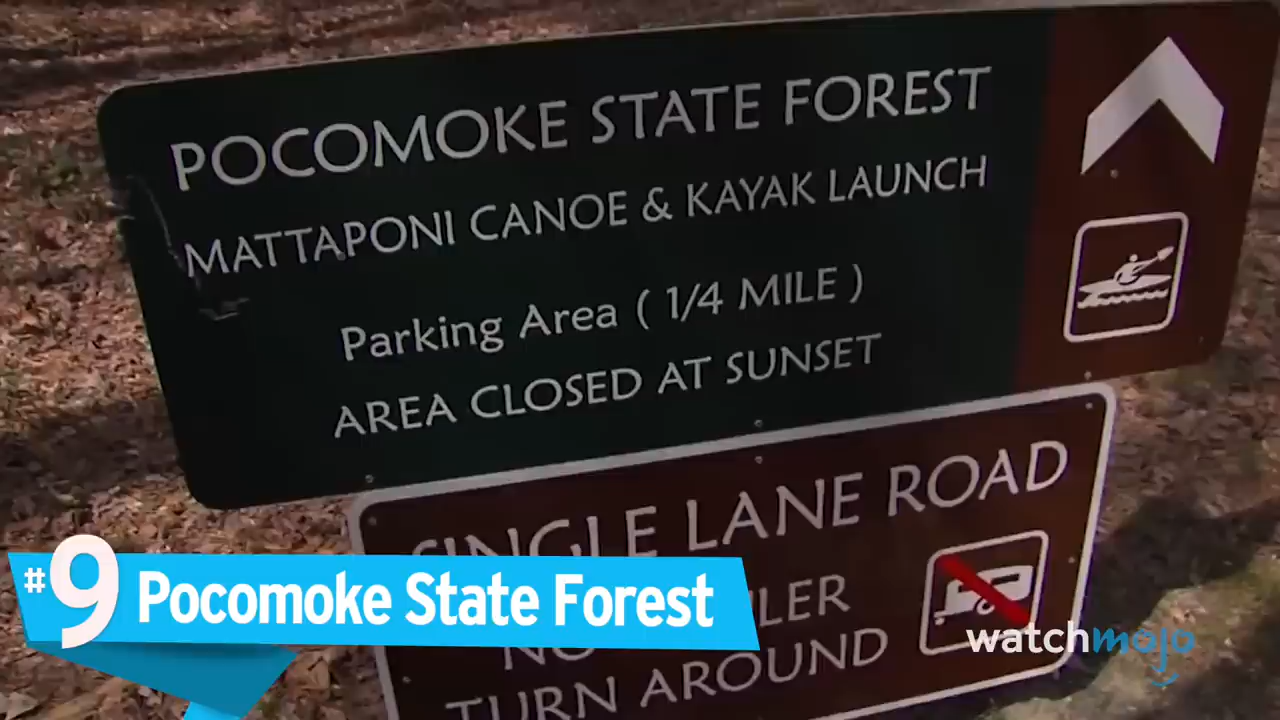 POCOMOKE STATE FOREST
MATTAPONI CANOE & KAYAK LAUNCH
Parking Area ( 1/4 MILE )
AREA CLOSED AT SUNSET
SINGLE LANE ROAD
NO
TURN AROUND
#9 Pocomoke State Forest
watchmojo